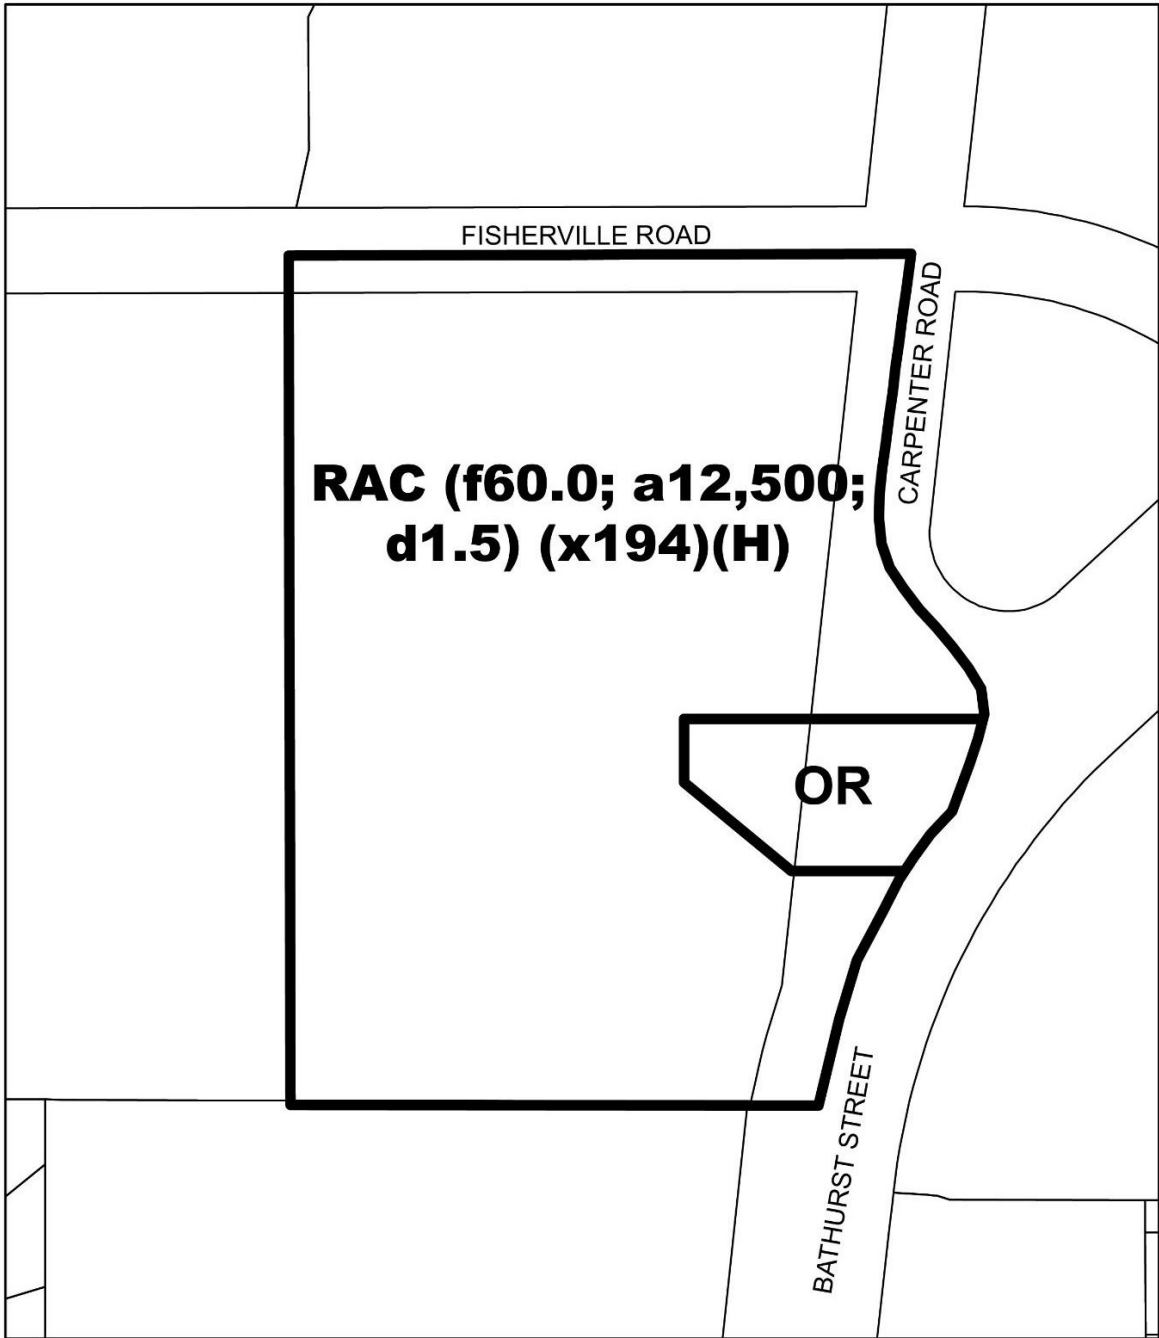 FISHERVILLE ROAD
CARPENTER ROAD
RAC (f60.0; a12,500;
d1.5) (x194)(H)
OR
BATHURST STREET